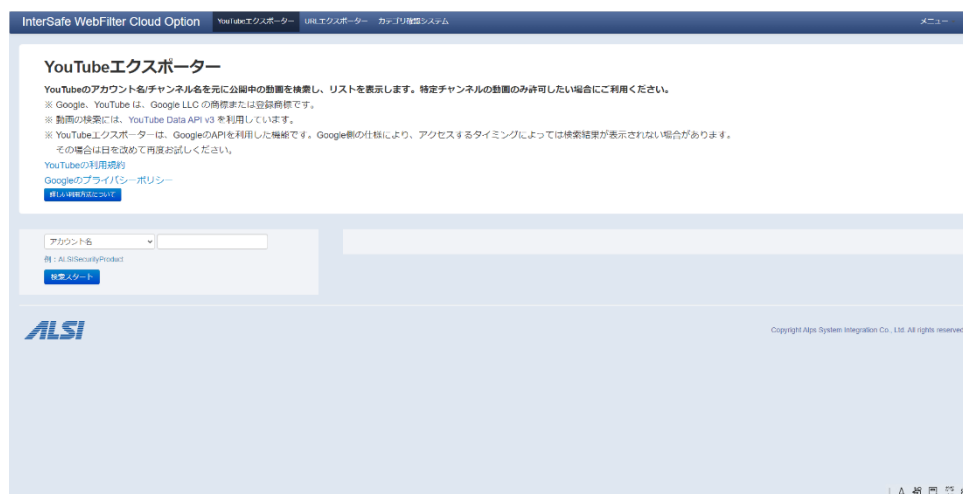 InterSafe WebFilter Cloud Option YouTubeエクスポーター URLエクスポーター カテゴリ確認システム メニュー
YouTubeエクスポーター
YouTubeのアカウント名/チャンネル名を元に公開中の動画を検索し、リストを表示します。特定チャンネルの動画のみ許可したい場合にご利用ください。
※ Google、YouTube は、Google LLC の商標または登録商標です。
※ 動画の検索には、YouTube Data API v3 を利用しています。
※ YouTubeエクスポーターは、GoogleのAPIを利用した機能です。Google側の仕様により、アクセスするタイミングによっては検索結果が表示されない場合があります。
その場合は日を改めて再度お試しください。
YouTubeの利用規約
Googleのプライバシーポリシー
詳しい利用方法について
アカウント名
例：ALSISecurityProduct
検索スタート
ALSI
Copyright Alps System Integration Co., Ltd. All rights reserved